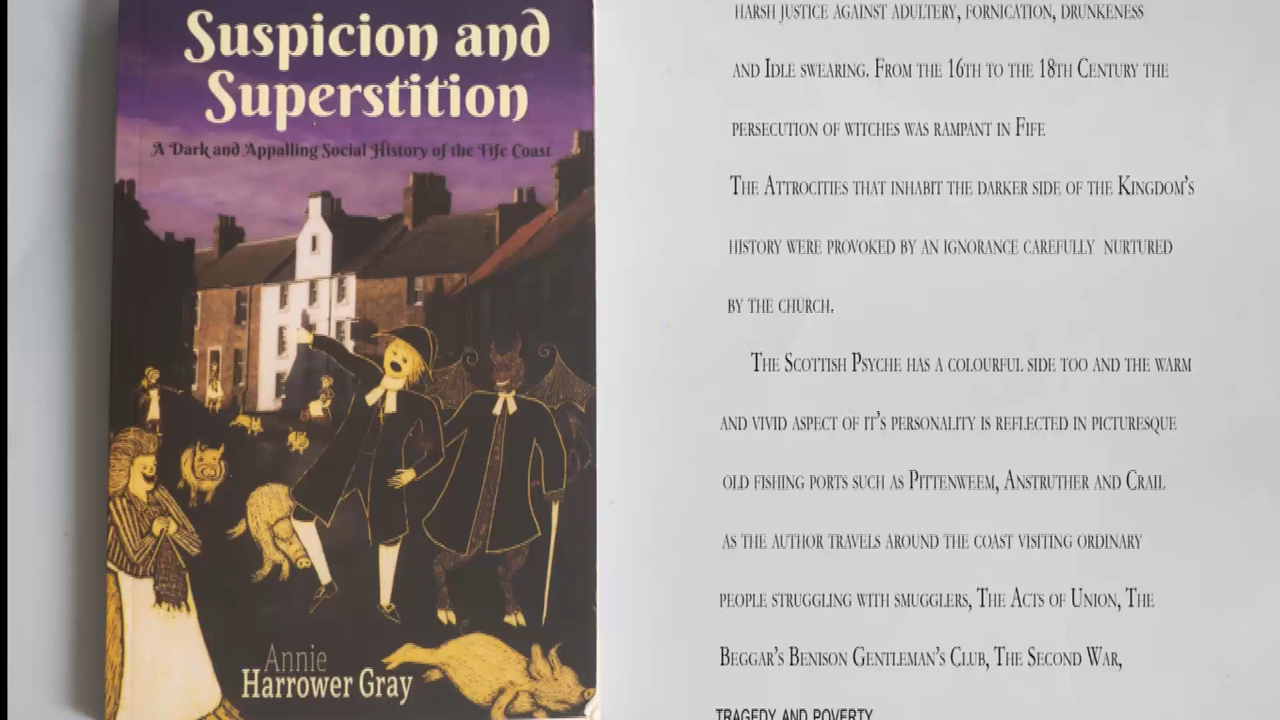 Suspicion and
Superstition
A Dark and Appalling Social History of the Fife Coast
Annie
Harrower Gray
HARSH JUSTICE AGAINST ADULTERY, FORNICATION, DRUNKENESS
AND IDLE SWEARING. FROM THE 16TH TO THE 18TH CENTURY THE
PERSECUTION OF WITCHES WAS RAMPANT IN FIFE
THE ATTROCITIES THAT INHABIT THE DARKER SIDE OF THE KINGDOM'S
HISTORY WERE PROVOKED BY AN IGNORANCE CAREFULLY NURTURED
BY THE CHURCH.
THE SCOTTISH PSYCHE HAS A COLOURFUL SIDE TOO AND THE WARM
AND VIVID ASPECT OF IT'S PERSONALITY IS REFLECTED IN PICTURESQUE
OLD FISHING PORTS SUCH AS PITTENWEEM, ANSTRUTHER AND CRAIL
AS THE AUTHOR TRAVELS AROUND THE COAST VISITING ORDINARY
PEOPLE STRUGGLING WITH SMUGGLERS, THE ACTS OF UNION, THE
BEGGAR'S BENISON GENTLEMAN'S CLUB, THE SECOND WAR,
TRAGEDY AND POVERTY